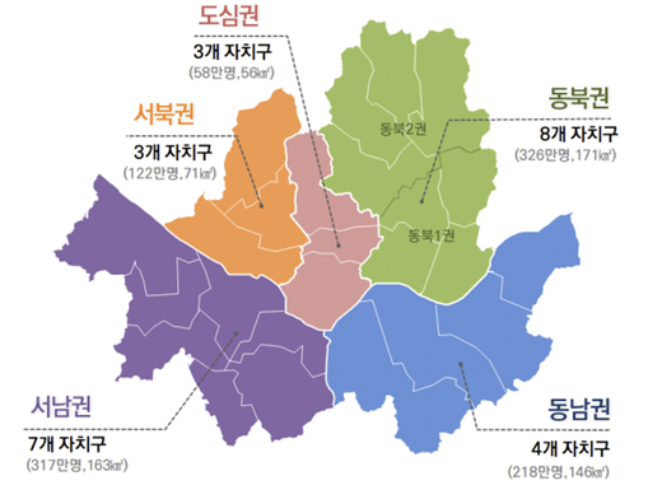 도심권
3개 자치구
(58만명,56㎢)
서북권
3개 자치구
(122만명,71㎢)
동북권
8개 자치구
(326만명,171㎢)
동북2권
동북1권
서남권
7개 자치구
(317만명,163㎢)
동남권
4개 자치구
(218만명,146㎢)